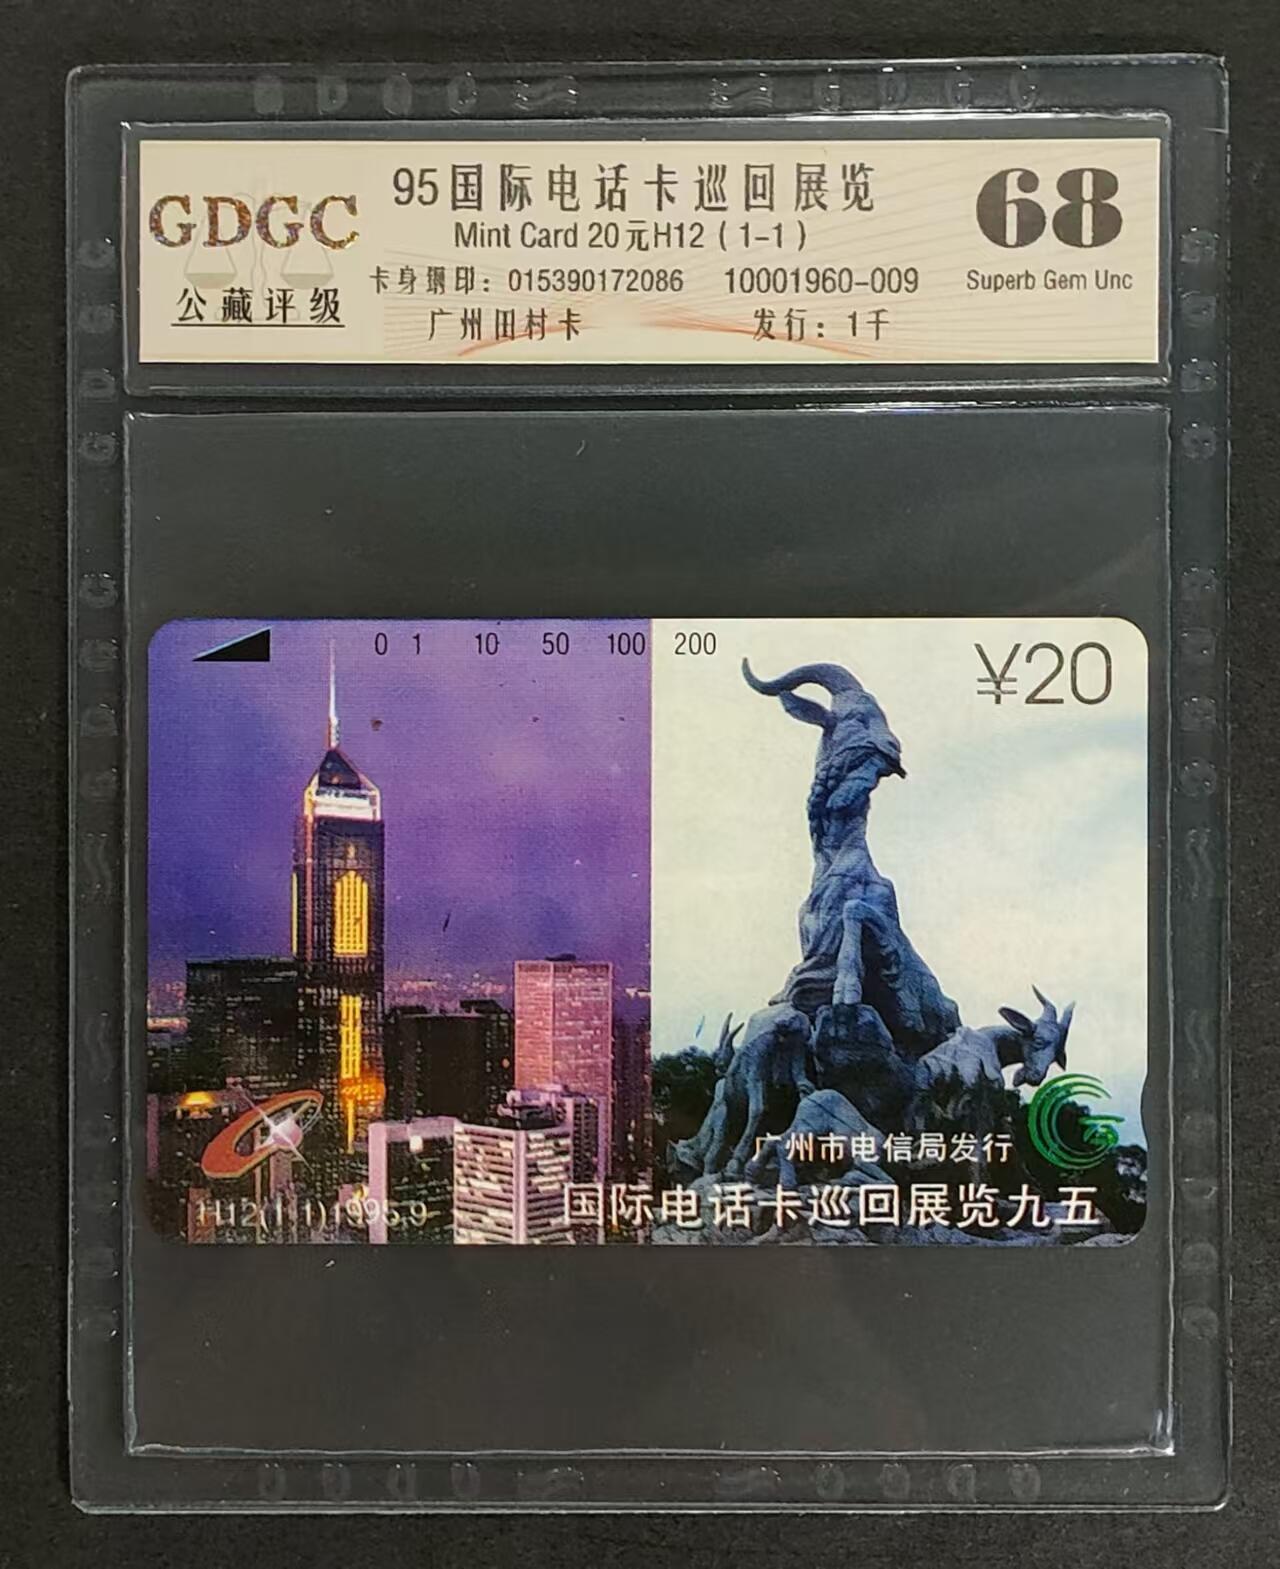 GDGC
公藏评级
95国际电话卡巡回展览
Mint Card 20元H12（1-1）
卡身钢印：015390172086 10001960-009
广州田村卡 发行：1千
68
Superb Gem Unc
0 1 10 50 100 200
¥20
广州市电信局发行
国际电话卡巡回展览九五
H12(1-1)1995.9